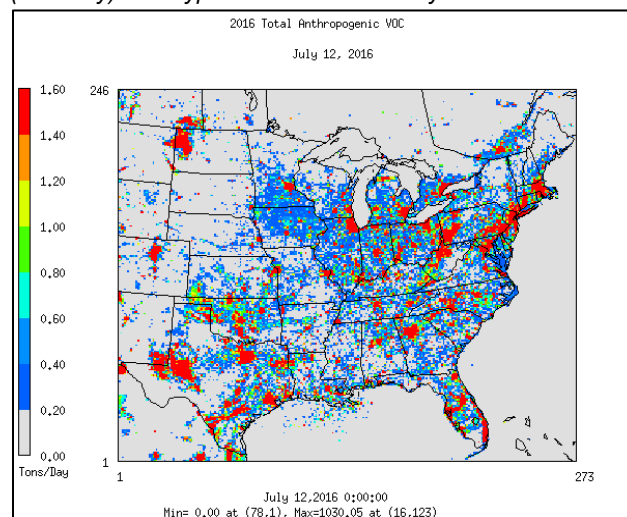 2016 Total Anthropogenic VOC
July 12, 2016
246
1.60
1.40
1.20
1.00
0.80
0.60
0.40
0.20
0.00
Tons/Day
1
1
273
July 12,2016 0:00:00
Min= 0.00 at (78,1), Max=1030.05 at (16,123)